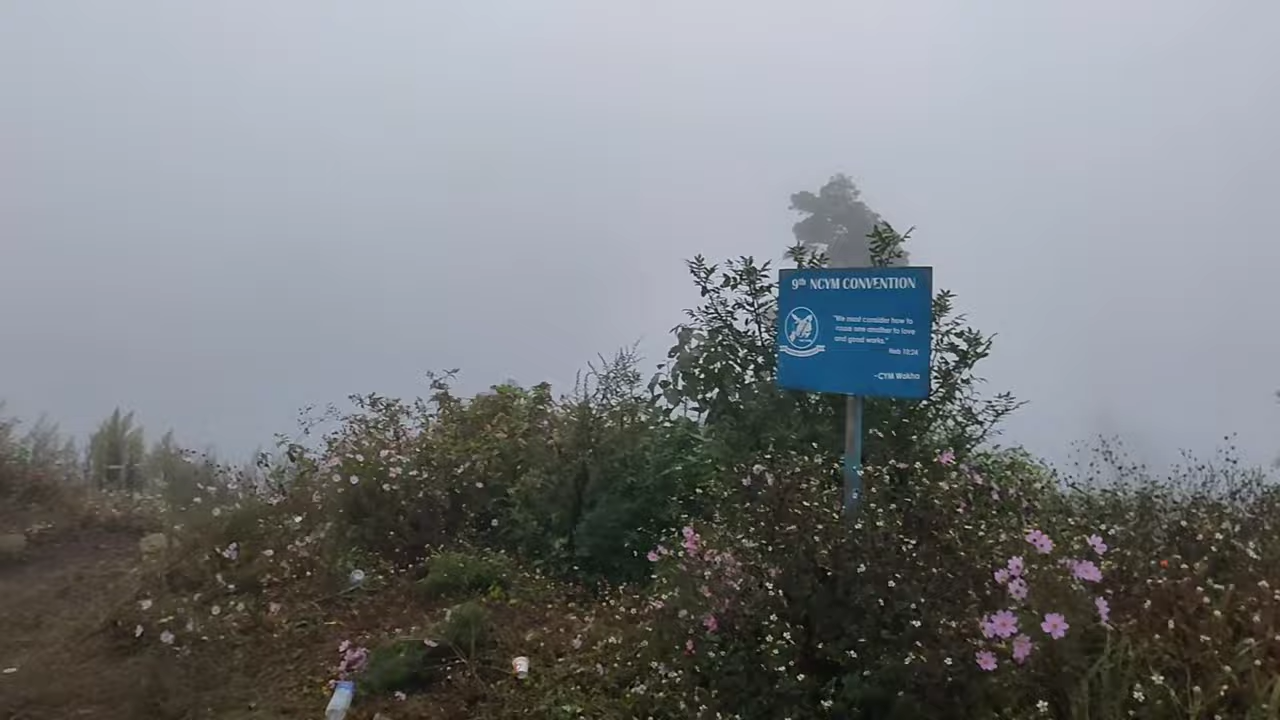 9th NCYM CONVENTION
"We must consider how to
rouse one another to love
and good works."
Heb 10:24
-CYM Wokha